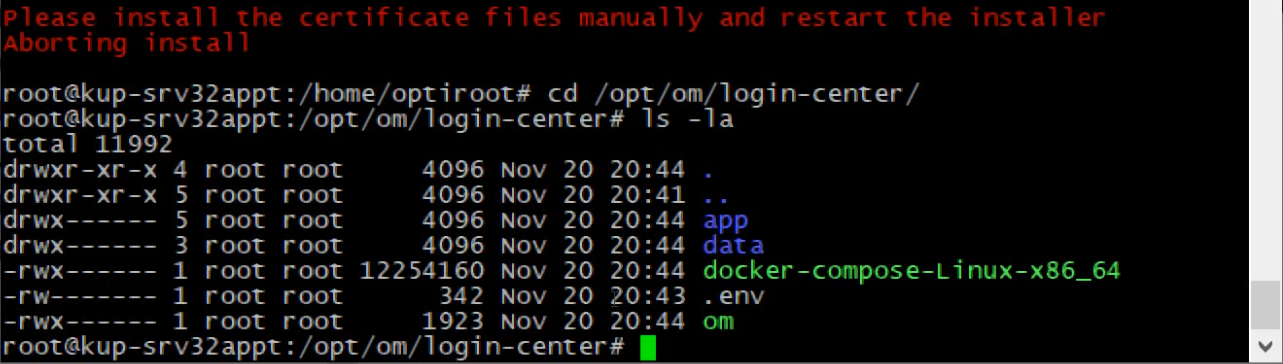 Please install the certificate files manually and restart the installer
Aborting install
root@kup-srv32appt:/home/optiroot# cd /opt/om/login-center/
root@kup-srv32appt:/opt/om/login-center# ls -la
total 11992
drwxr-xr-x 4 root root     4096 Nov 20 20:44 .
drwxr-xr-x 5 root root     4096 Nov 20 20:41 ..
drwx------ 5 root root     4096 Nov 20 20:44 app
drwx------ 3 root root     4096 Nov 20 20:44 data
-rwx------ 1 root root 12254160 Nov 20 20:44 docker-compose-Linux-x86_64
-rw------- 1 root root      342 Nov 20 20:43 .env
-rwx------ 1 root root     1923 Nov 20 20:44 om
root@kup-srv32appt:/opt/om/login-center#